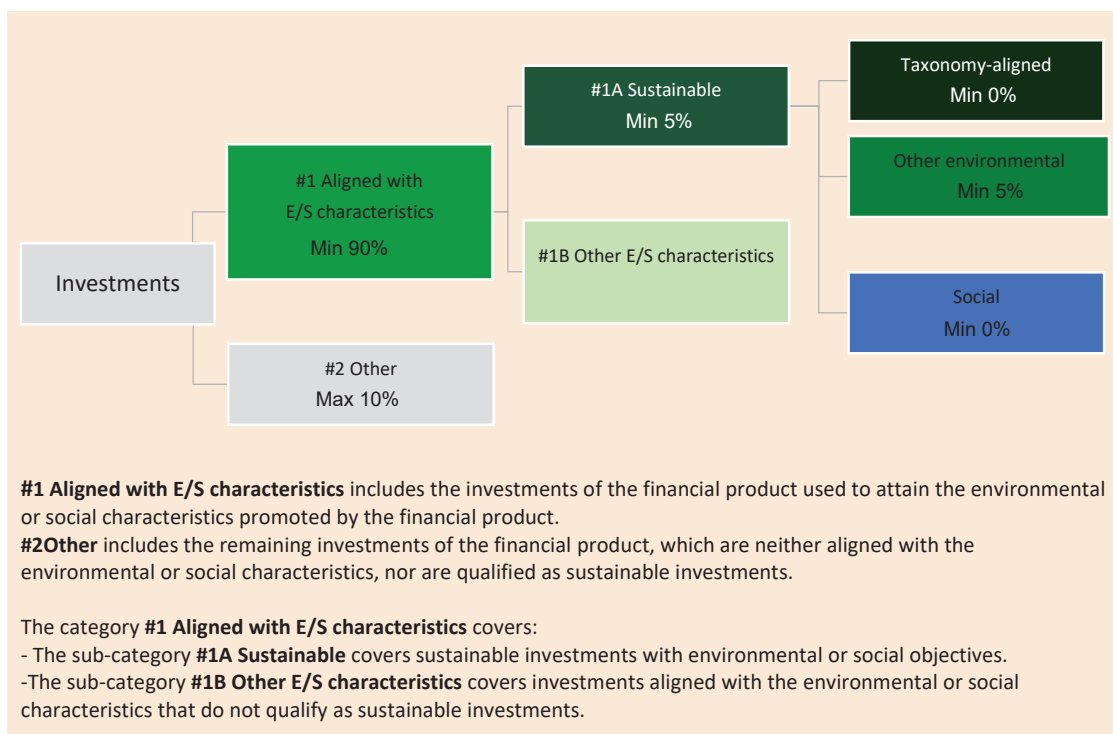 Investments
#1 Aligned with
E/S characteristics
Min 90%
#2 Other
Max 10%
#1A Sustainable
Min 5%
#1B Other E/S characteristics
Taxonomy-aligned
Min 0%
Other environmental
Min 5%
Social
Min 0%
#1 Aligned with E/S characteristics includes the investments of the financial product used to attain the environmental
or social characteristics promoted by the financial product.
#2Other includes the remaining investments of the financial product, which are neither aligned with the
environmental or social characteristics, nor are qualified as sustainable investments.
The category #1 Aligned with E/S characteristics covers:
- The sub-category #1A Sustainable covers sustainable investments with environmental or social objectives.
-The sub-category #1B Other E/S characteristics covers investments aligned with the environmental or social
characteristics that do not qualify as sustainable investments.